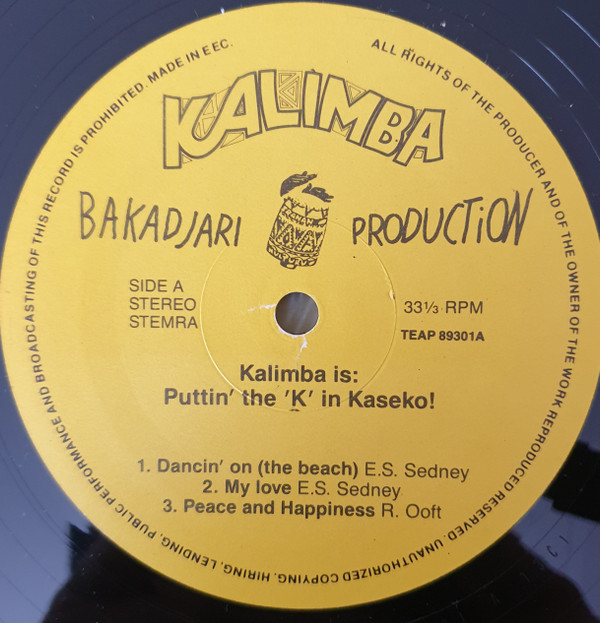 ALL RIGHTS OF THE PRODUCER AND OF THE OWNER OF THE WORK REPRODUCED RESERVED. UNAUTHORIZED COPYING. HIRING. LENDING. PUBLIC PERFORMANCE AND BROADCASTING OF THIS RECORD IS PROHIBITED. MADE IN EEC.
KALIMBA
BAKADJARI PRODUCTION
SIDE A
STEREO
STEMRA
33⅓ RPM
TEAP 89301A
Kalimba is:
Puttin' the 'K' in Kaseko!
1. Dancin' on (the beach) E.S. Sedney
2. My love E.S. Sedney
3. Peace and Happiness R. Ooft